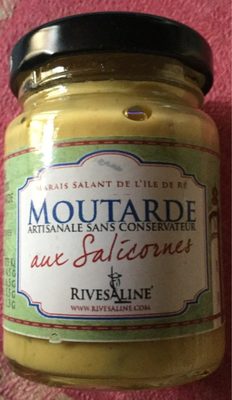 MARAIS SALANT DE L'ILE DE RÉ
MOUTARDE
ARTISANALE SANS CONSERVATEUR
aux Salicornes
RIVESALINE
WWW.RIVESALINE.COM